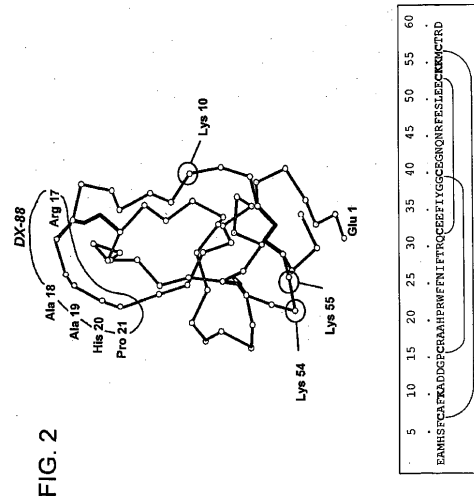 FIG. 2
DX-88
Ala 18
Ala 19
His 20
Pro 21
Arg 17
Lys 10
Lys 54
Lys 55
Glu 1
5 10 15 20 25 30 35 40 45 50 55 60
EAMHSFCAFKADDGPCRAAHPRWFFNIFTRQCEEFIYGGCEGNQNRFESLEECKKMCTRD